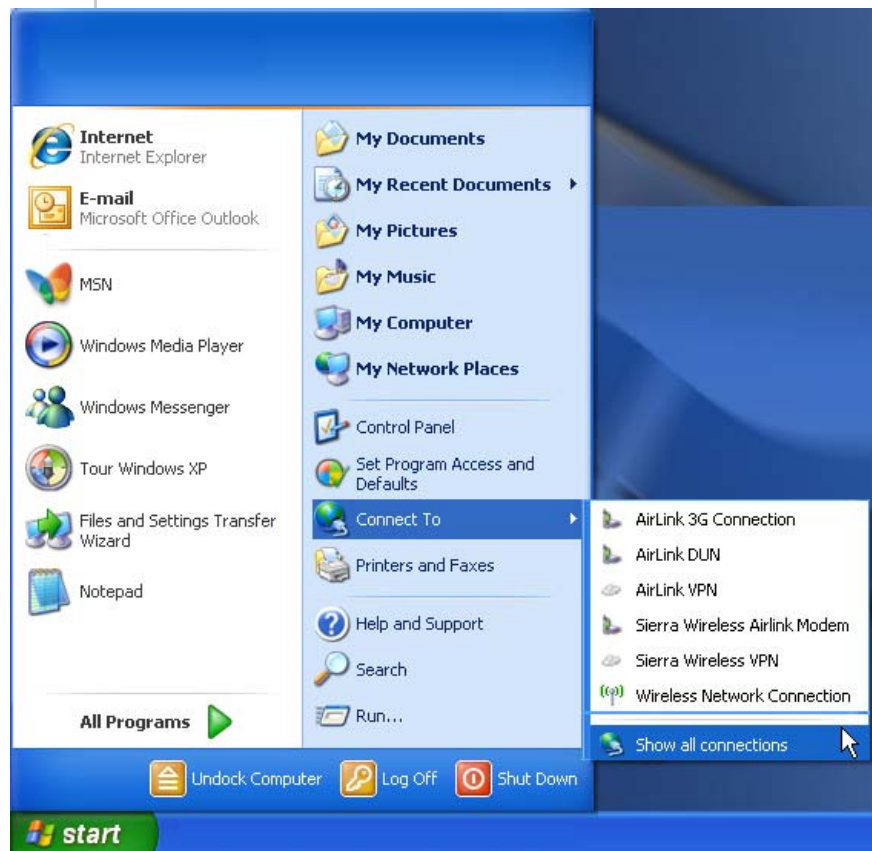 Internet
Internet Explorer
E-mail
Microsoft Office Outlook
MSN
Windows Media Player
Windows Messenger
Tour Windows XP
Files and Settings Transfer
Wizard
Notepad
All Programs
My Documents
My Recent Documents
My Pictures
My Music
My Computer
My Network Places
Control Panel
Set Program Access and
Defaults
Connect To
Printers and Faxes
Help and Support
Search
Run...
AirLink 3G Connection
AirLink DUN
AirLink VPN
Sierra Wireless Airlink Modem
Sierra Wireless VPN
Wireless Network Connection
Show all connections
Undock Computer
Log Off
Shut Down
start